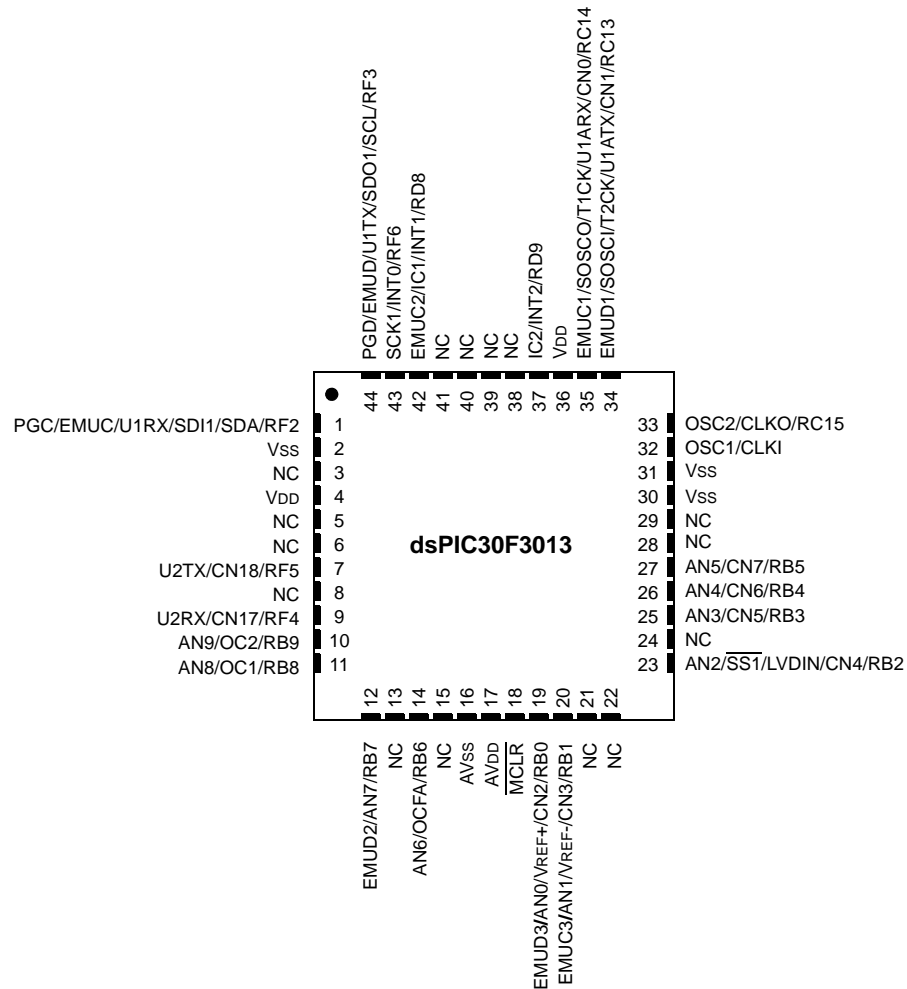 PGD/EMUD/U1TX/SDO1/SCL/RF3
SCK1/INT0/RF6
EMUC2/IC1/INT1/RD8
NC
NC
NC
NC
IC2/INT2/RD9
VDD
EMUC1/SOSCO/T1CK/U1ARX/CN0/RC14
EMUD1/SOSCI/T2CK/U1ATX/CN1/RC13
44
43
42
41
40
39
38
37
36
35
34
PGC/EMUC/U1RX/SDI1/SDA/RF2 1
VSS 2
NC 3
VDD 4
NC 5
NC 6
U2TX/CN18/RF5 7
NC 8
U2RX/CN17/RF4 9
AN9/OC2/RB9 10
AN8/OC1/RB8 11
dsPIC30F3013
33 OSC2/CLKO/RC15
32 OSC1/CLKI
31 VSS
30 VSS
29 NC
28 NC
27 AN5/CN7/RB5
26 AN4/CN6/RB4
25 AN3/CN5/RB3
24 NC
23 AN2/SS1/LVDIN/CN4/RB2
12
13
14
15
16
17
18
19
20
21
22
EMUD2/AN7/RB7
NC
AN6/OCFA/RB6
NC
AVSS
AVDD
MCLR
EMUD3/AN0/VREF+/CN2/RB0
EMUC3/AN1/VREF-/CN3/RB1
NC
NC